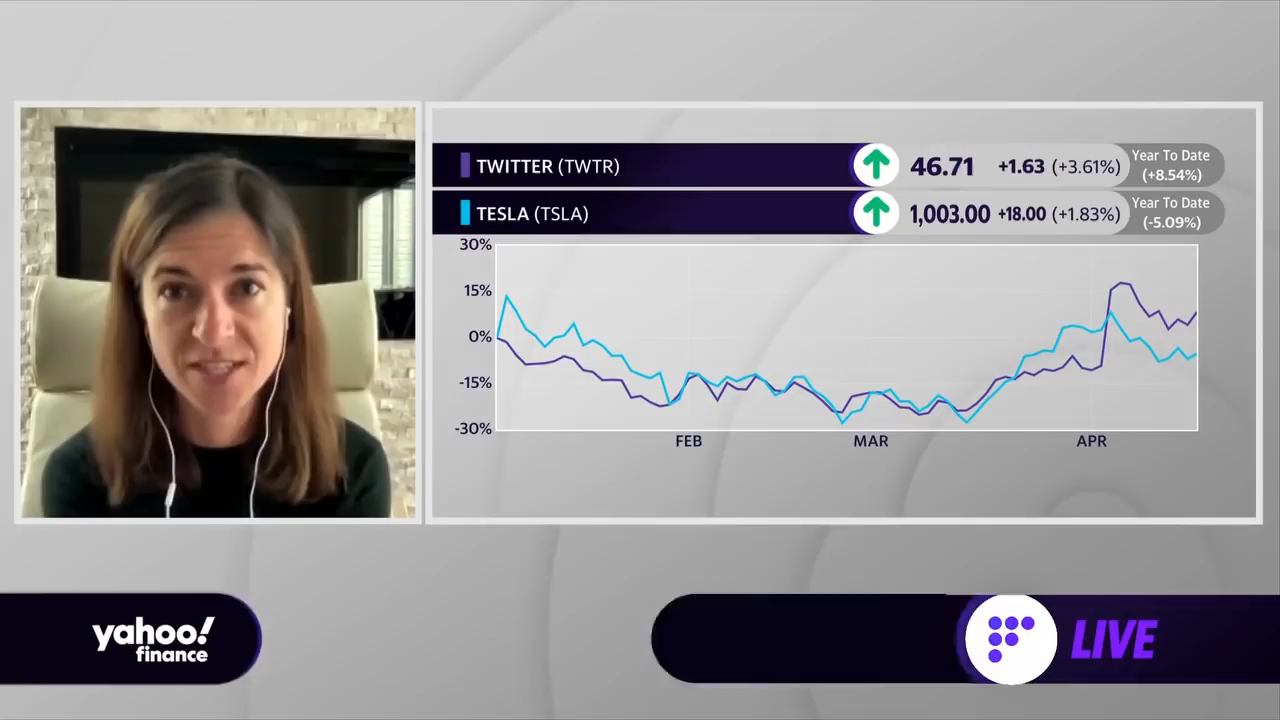 TWITTER (TWTR) 46.71 +1.63 (+3.61%) Year To Date (+8.54%)
TESLA (TSLA) 1,003.00 +18.00 (+1.83%) Year To Date (-5.09%)
30%
15%
0%
-15%
-30%
FEB MAR APR
yahoo!
finance
LIVE